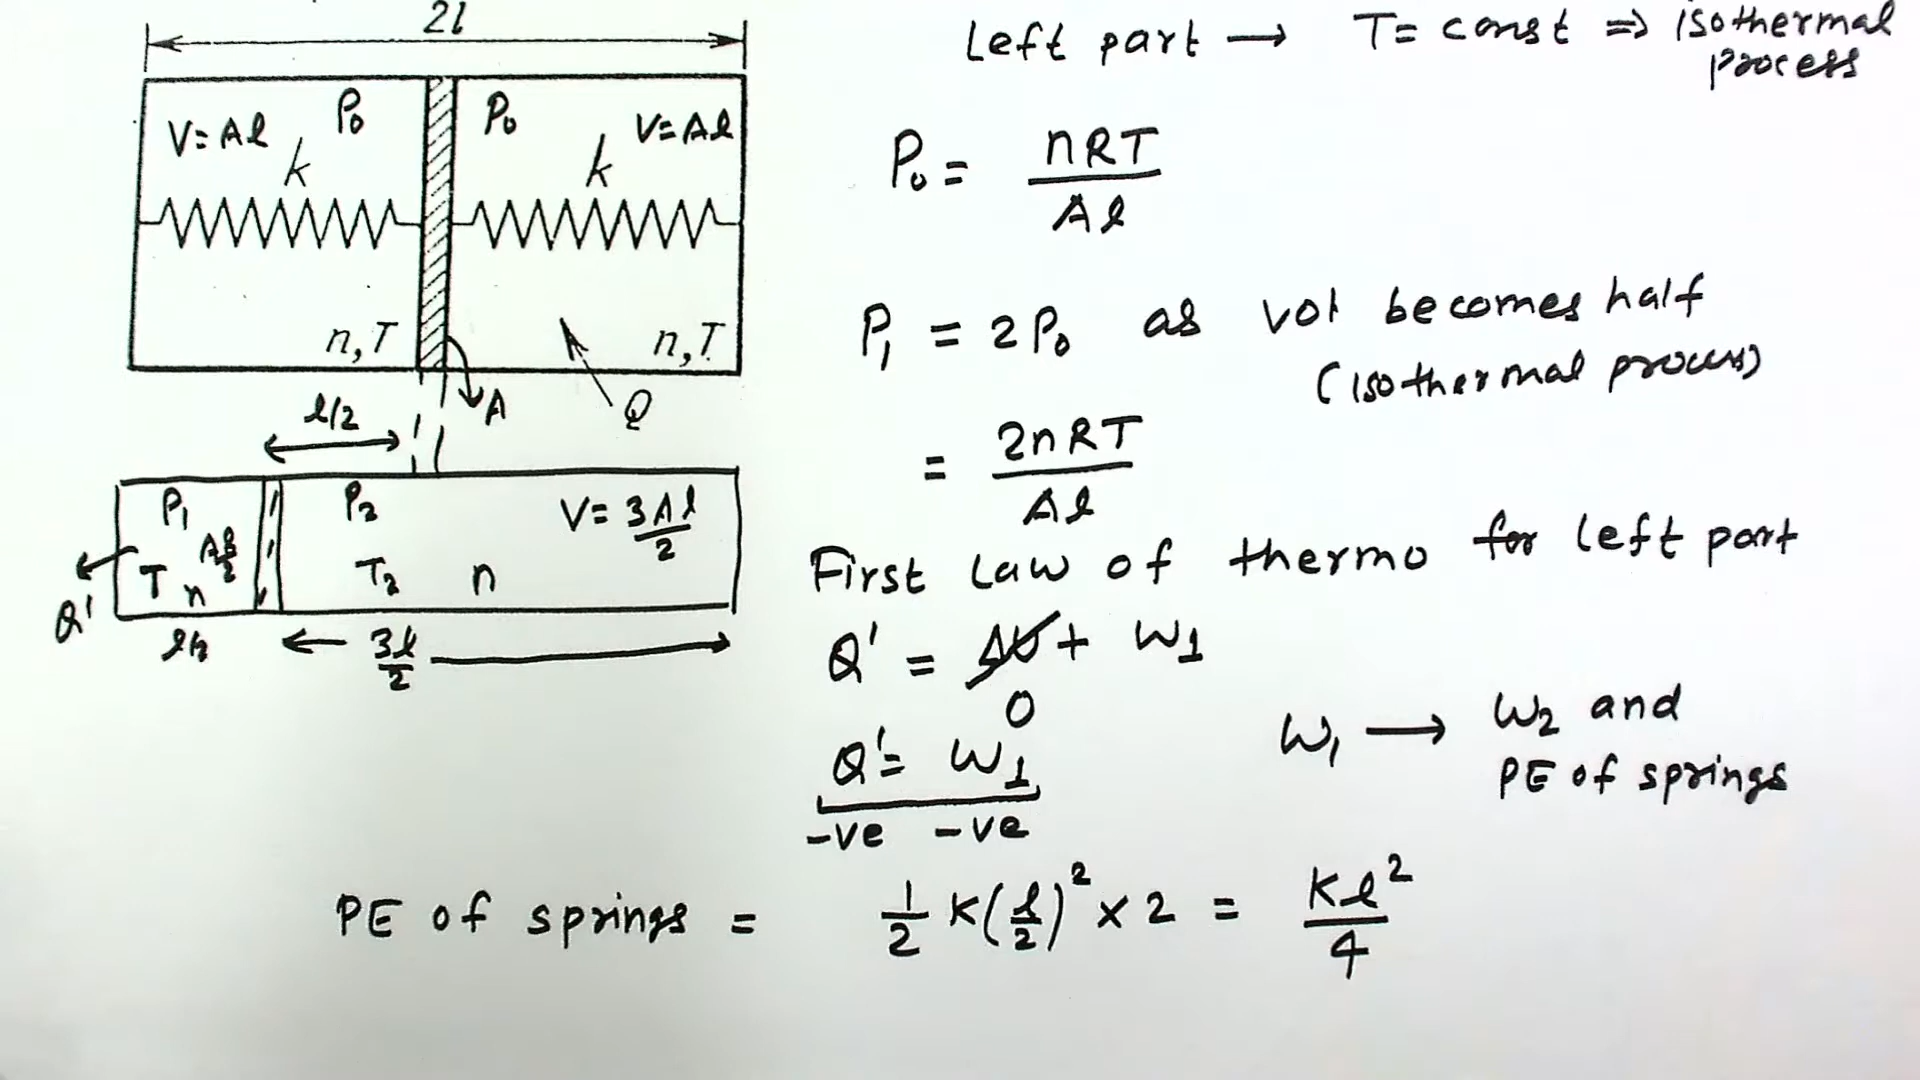 2l
V = Al P₀
k
n,T
P₀ V = Al
k
n,T
A
Q
l/2
P₁
T n Al/2
Q'
l/2
P₂ V = 3Al/2
T₂ n
3l/2
Left part → T = const ⇒ isothermal process
P₀ = nRT/Al
P₁ = 2P₀ as vol becomes half
(isothermal process)
= 2nRT/Al
First Law of thermo for left part
Q' = ΔU + W₁
0
Q' = W₁
-ve -ve
W₁ → W₂ and
PE of springs
PE of springs = 1/2 K(l/2)² × 2 = Kl²/4